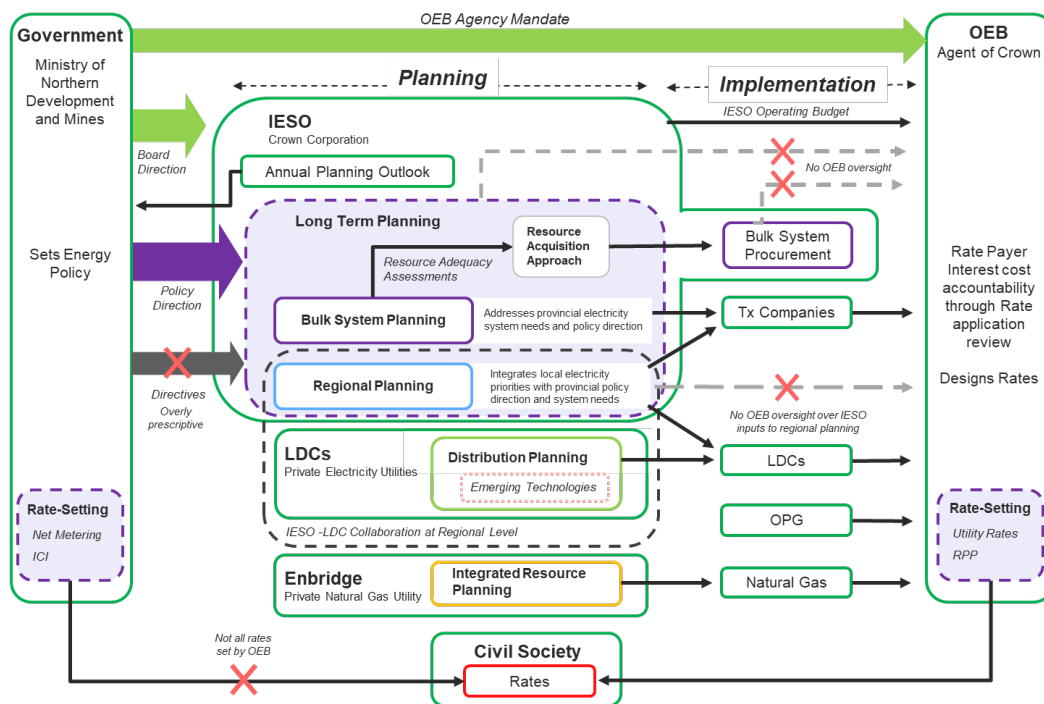 OEB Agency Mandate
Government
Ministry of
Northern
Development
and Mines
Sets Energy
Policy
Rate-Setting
Net Metering
ICI
Board
Direction
Policy
Direction
Directives
Overly
prescriptive
Planning
Implementation
IESO
Crown Corporation
Annual Planning Outlook
Long Term Planning
Resource Adequacy
Assessments
Resource
Acquisition
Approach
Bulk System Planning
Addresses provincial electricity
system needs and policy direction
Regional Planning
Integrates local electricity
priorities with provincial policy
direction and system needs
LDCs
Private Electricity Utilities
Distribution Planning
Emerging Technologies
IESO -LDC Collaboration at Regional Level
Enbridge
Private Natural Gas Utility
Integrated Resource
Planning
IESO Operating Budget
No OEB oversight
Bulk System
Procurement
Tx Companies
No OEB oversight over IESO
inputs to regional planning
LDCs
OPG
Natural Gas
OEB
Agent of Crown
Rate Payer
Interest cost
accountability
through Rate
application
review
Designs Rates
Rate-Setting
Utility Rates
RPP
Not all rates
set by OEB
Civil Society
Rates